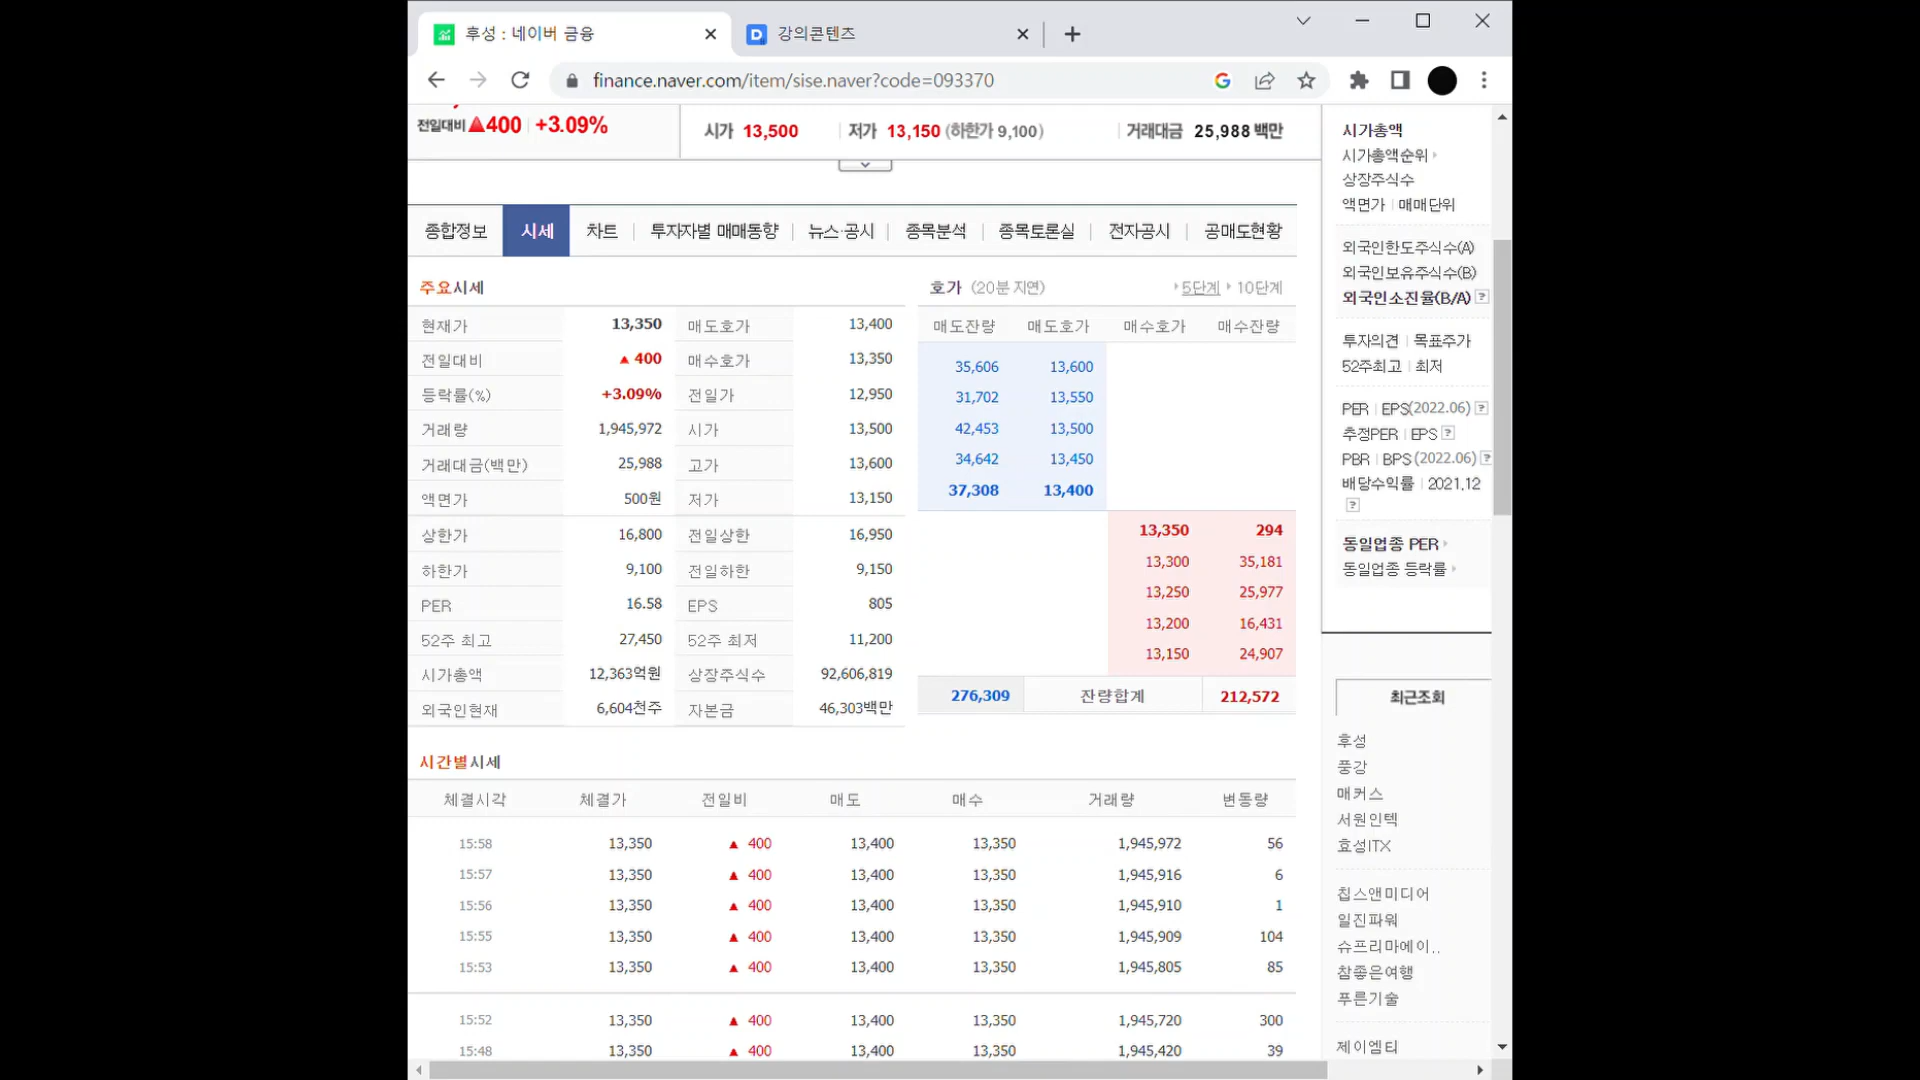 후성 : 네이버 금융
강의콘텐츠
finance.naver.com/item/sise.naver?code=093370
전일대비 ▲400 +3.09%
시가 13,500 저가 13,150 (하한가 9,100) 거래대금 25,988 백만
종합정보 시세 차트 투자자별 매매동향 뉴스·공시 종목분석 종목토론실 전자공시 공매도현황
주요시세
현재가 13,350 매도호가 13,400
전일대비 ▲ 400 매수호가 13,350
등락률(%) +3.09% 전일가 12,950
거래량 1,945,972 시가 13,500
거래대금(백만) 25,988 고가 13,600
액면가 500원 저가 13,150
상한가 16,800 전일상한 16,950
하한가 9,100 전일하한 9,150
PER 16.58 EPS 805
52주 최고 27,450 52주 최저 11,200
시가총액 12,363억원 상장주식수 92,606,819
외국인현재 6,604천주 자본금 46,303백만
호가 (20분 지연) 5단계 10단계
매도잔량 매도호가 매수호가 매수잔량
35,606 13,600
31,702 13,550
42,453 13,500
34,642 13,450
37,308 13,400
13,350 294
13,300 35,181
13,250 25,977
13,200 16,431
13,150 24,907
276,309 잔량합계 212,572
시간별시세
체결시각 체결가 전일비 매도 매수 거래량 변동량
15:58 13,350 ▲ 400 13,400 13,350 1,945,972 56
15:57 13,350 ▲ 400 13,400 13,350 1,945,916 6
15:56 13,350 ▲ 400 13,400 13,350 1,945,910 1
15:55 13,350 ▲ 400 13,400 13,350 1,945,909 104
15:53 13,350 ▲ 400 13,400 13,350 1,945,805 85
15:52 13,350 ▲ 400 13,400 13,350 1,945,720 300
15:48 13,350 ▲ 400 13,400 13,350 1,945,420 39
시가총액
시가총액순위
상장주식수
액면가 매매단위
외국인한도주식수(A)
외국인보유주식수(B)
외국인소진율(B/A) ?
투자의견 목표주가
52주최고 최저
PER EPS(2022.06) ?
추정PER EPS ?
PBR BPS (2022.06) ?
배당수익률 2021.12
?
동일업종 PER
동일업종 등락률
최근조회
후성
풍강
매커스
서원인텍
효성ITX
칩스앤미디어
일진파워
슈프리마에이..
참좋은여행
푸른기술
제이엠티